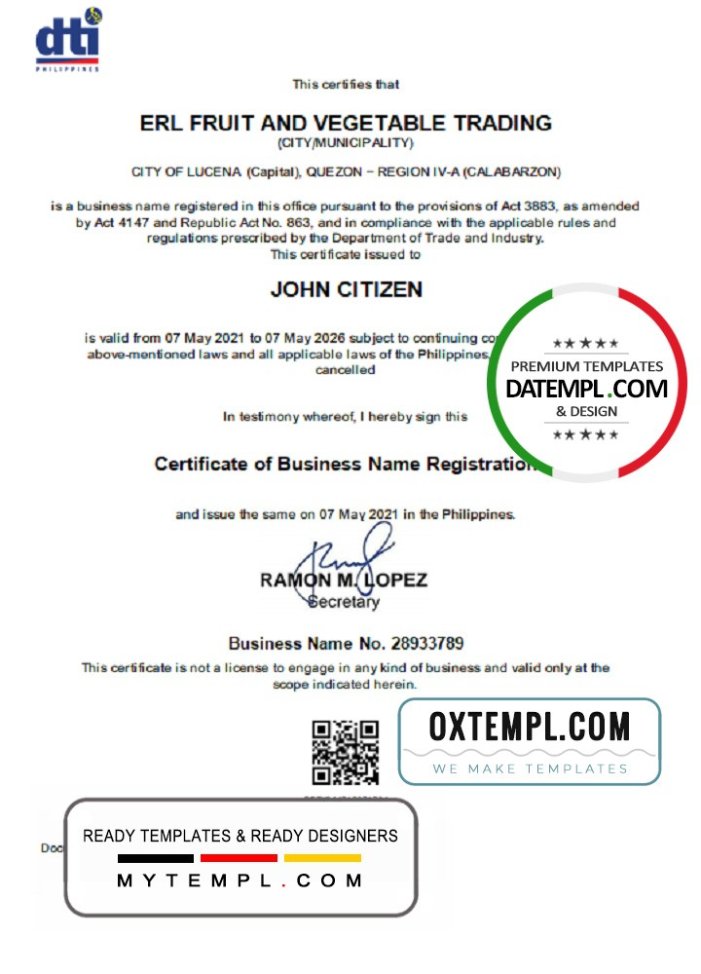 dti
PHILIPPINES
This certifies that
ERL FRUIT AND VEGETABLE TRADING
(CITY/MUNICIPALITY)
CITY OF LUCENA (Capital), QUEZON – REGION IV-A (CALABARZON)
is a business name registered in this office pursuant to the provisions of Act 3883, as amended
by Act 4147 and Republic Act No. 863, and in compliance with the applicable rules and
regulations prescribed by the Department of Trade and Industry.
This certificate issued to
JOHN CITIZEN
is valid from 07 May 2021 to 07 May 2026 subject to continuing
above-mentioned laws and all applicable laws of the Philippines,
cancelled
★★★★★
PREMIUM TEMPLATES
DATEMPL.COM
& DESIGN
★★★★★
In testimony whereof, I hereby sign this
Certificate of Business Name Registration
and issue the same on 07 May 2021 in the Philippines.
RAMON M. LOPEZ
Secretary
Business Name No. 28933789
This certificate is not a license to engage in any kind of business and valid only at the
scope indicated herein.
OXTEMPL.COM
WE MAKE TEMPLATES
READY TEMPLATES & READY DESIGNERS
MYTEMPL.COM